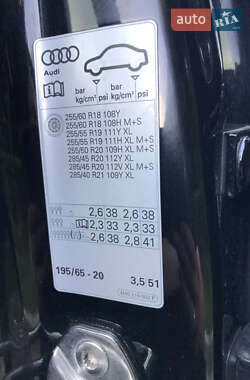 AUTO.RIA
Audi
bar psi bar psi
kg/cm² kg/cm²
255/60 R18 108Y
255/60 R18 108H M+S
255/55 R19 111Y XL
255/55 R19 111H XL M+S
255/50 R20 109H XL M+S
285/45 R20 112Y XL
285/45 R20 112V XL M+S
285/40 R21 109Y XL
2,6 38 2,6 38
2,3 33 2,3 33
2,6 38 2,8 41
195/65 - 20 3,5 51